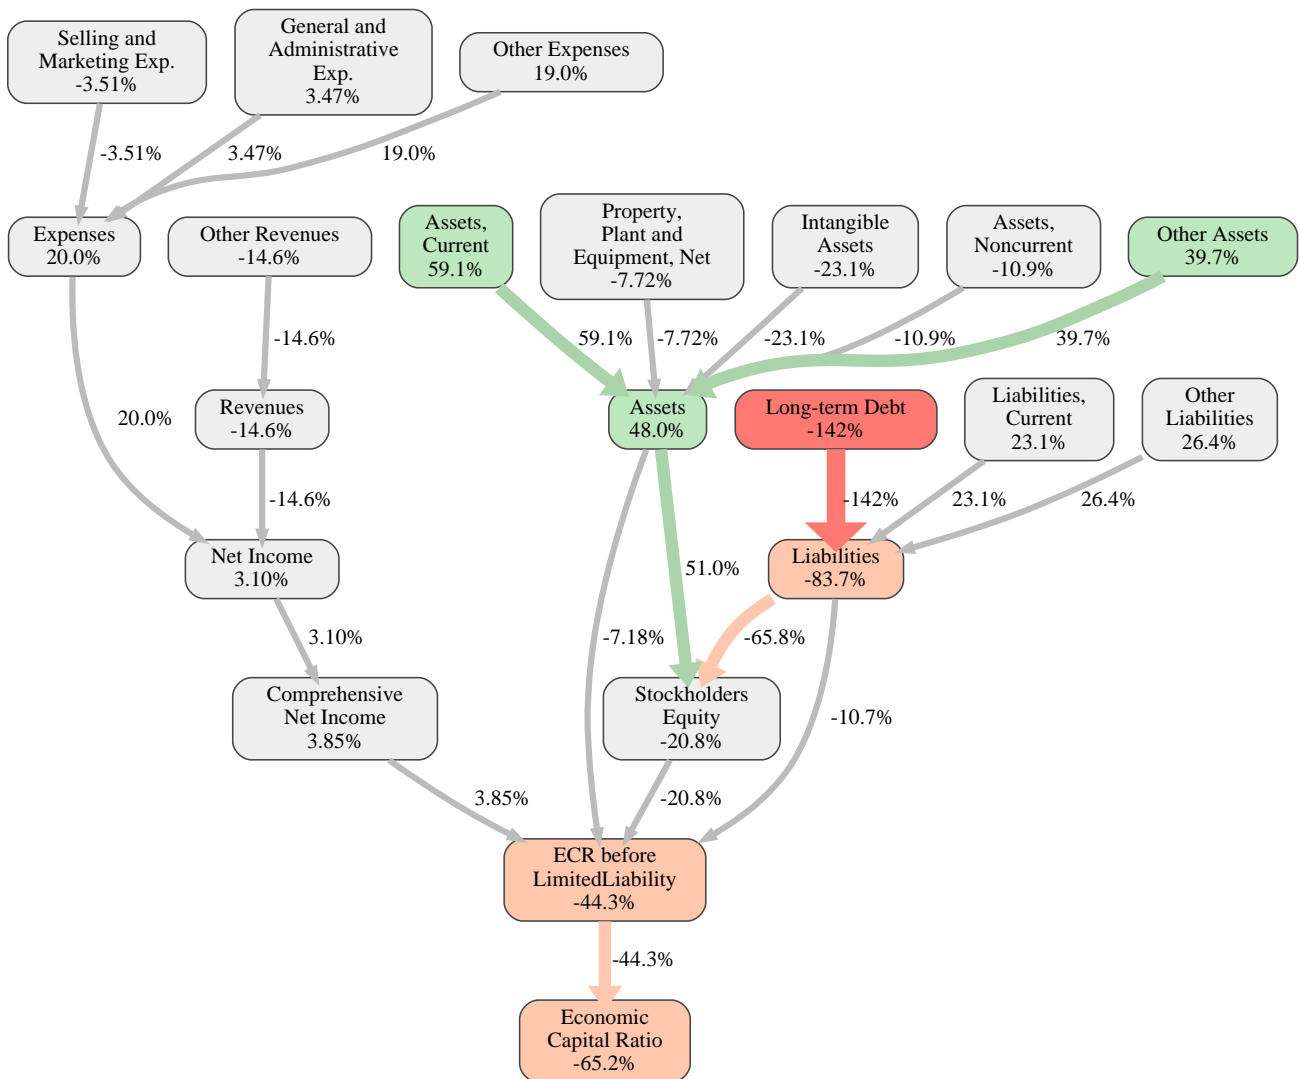 Selling and
Marketing Exp.
-3.51%
General and
Administrative
Exp.
3.47%
Other Expenses
19.0%
-3.51%
3.47%
19.0%
Expenses
20.0%
Other Revenues
-14.6%
Assets,
Current
59.1%
Property,
Plant and
Equipment, Net
-7.72%
Intangible
Assets
-23.1%
Assets,
Noncurrent
-10.9%
Other Assets
39.7%
-14.6%
59.1%
-7.72%
-23.1%
-10.9%
39.7%
20.0%
Revenues
-14.6%
Assets
48.0%
Long-term Debt
-142%
Liabilities,
Current
23.1%
Other
Liabilities
26.4%
-14.6%
-142%
23.1%
26.4%
Net Income
3.10%
51.0%
Liabilities
-83.7%
3.10%
-7.18%
-65.8%
Comprehensive
Net Income
3.85%
Stockholders
Equity
-20.8%
-10.7%
3.85%
-20.8%
ECR before
LimitedLiability
-44.3%
-44.3%
Economic
Capital Ratio
-65.2%